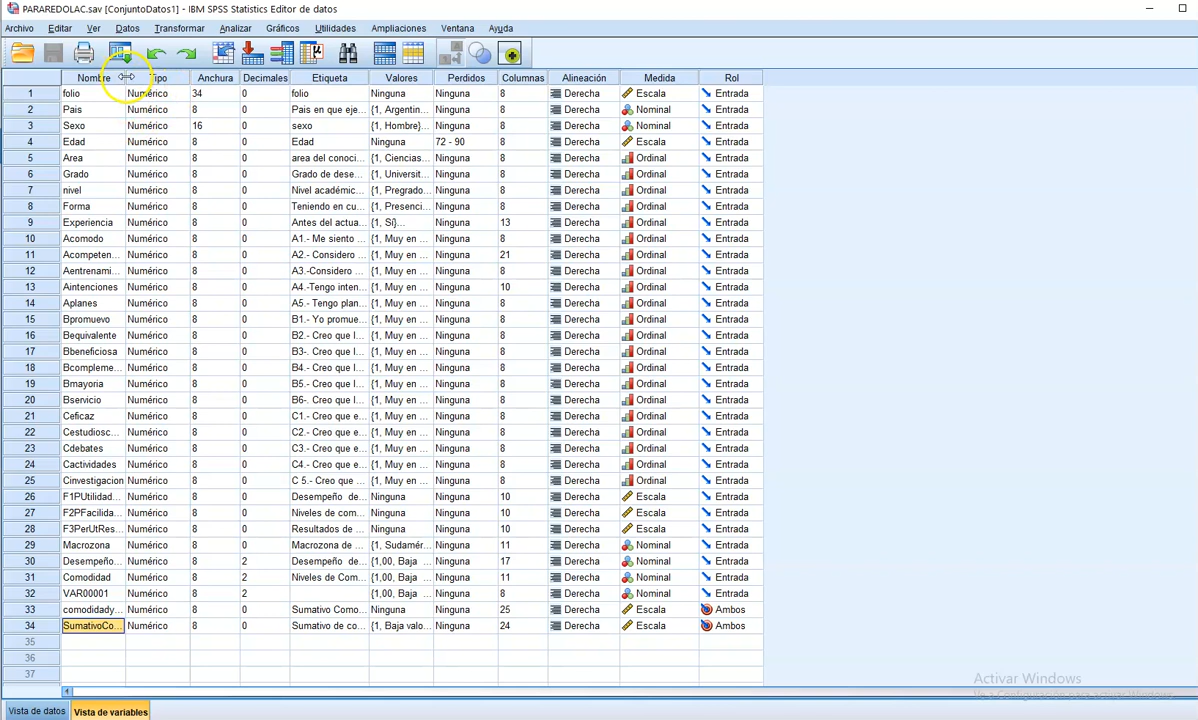 PARAREDOLAC.sav [ConjuntoDatos1] - IBM SPSS Statistics Editor de datos
Archivo Editar Ver Datos Transformar Analizar Gráficos Utilidades Ampliaciones Ventana Ayuda
Nombre Tipo Anchura Decimales Etiqueta Valores Perdidos Columnas Alineación Medida Rol
1 folio Numérico 34 0 folio Ninguna Ninguna 8 Derecha Escala Entrada
2 Pais Numérico 8 0 Pais en que eje... {1, Argentin... Ninguna 8 Derecha Nominal Entrada
3 Sexo Numérico 16 0 sexo {1, Hombre}... Ninguna 8 Derecha Nominal Entrada
4 Edad Numérico 8 0 Edad Ninguna 72 - 90 8 Derecha Escala Entrada
5 Area Numérico 8 0 area del conoci... {1, Ciencias... Ninguna 8 Derecha Ordinal Entrada
6 Grado Numérico 8 0 Grado de dese... {1, Universit... Ninguna 8 Derecha Ordinal Entrada
7 nivel Numérico 8 0 Nivel académic... {1, Pregrado... Ninguna 8 Derecha Ordinal Entrada
8 Forma Numérico 8 0 Teniendo en cu... {1, Presenci... Ninguna 8 Derecha Ordinal Entrada
9 Experiencia Numérico 8 0 Antes del actua... {1, Sí}... Ninguna 13 Derecha Ordinal Entrada
10 Acomodo Numérico 8 0 A1.- Me siento ... {1, Muy en ... Ninguna 8 Derecha Ordinal Entrada
11 Acompeten... Numérico 8 0 A2.- Considero ... {1, Muy en ... Ninguna 21 Derecha Ordinal Entrada
12 Aentrenami... Numérico 8 0 A3.-Considero ... {1, Muy en ... Ninguna 8 Derecha Ordinal Entrada
13 Aintenciones Numérico 8 0 A4.-Tengo inten... {1, Muy en ... Ninguna 10 Derecha Ordinal Entrada
14 Aplanes Numérico 8 0 A5.- Tengo plan... {1, Muy en ... Ninguna 8 Derecha Ordinal Entrada
15 Bpromuevo Numérico 8 0 B1.- Yo promue... {1, Muy en ... Ninguna 8 Derecha Ordinal Entrada
16 Bequivalente Numérico 8 0 B2.- Creo que l... {1, Muy en ... Ninguna 8 Derecha Ordinal Entrada
17 Bbeneficiosa Numérico 8 0 B3-. Creo que l... {1, Muy en ... Ninguna 8 Derecha Ordinal Entrada
18 Bcompleme... Numérico 8 0 B4.- Creo que l... {1, Muy en ... Ninguna 8 Derecha Ordinal Entrada
19 Bmayoria Numérico 8 0 B5.- Creo que l... {1, Muy en ... Ninguna 8 Derecha Ordinal Entrada
20 Bservicio Numérico 8 0 B6-. Creo que l... {1, Muy en ... Ninguna 8 Derecha Ordinal Entrada
21 Ceficaz Numérico 8 0 C1.- Creo que e... {1, Muy en ... Ninguna 8 Derecha Ordinal Entrada
22 Cestudiosc... Numérico 8 0 C2.- Creo que e... {1, Muy en ... Ninguna 8 Derecha Ordinal Entrada
23 Cdebates Numérico 8 0 C3.- Creo que e... {1, Muy en ... Ninguna 8 Derecha Ordinal Entrada
24 Cactividades Numérico 8 0 C4.- Creo que e... {1, Muy en ... Ninguna 8 Derecha Ordinal Entrada
25 Cinvestigacion Numérico 8 0 C 5.- Creo que ... {1, Muy en ... Ninguna 8 Derecha Ordinal Entrada
26 F1PUtilidad... Numérico 8 0 Desempeño de... Ninguna Ninguna 10 Derecha Escala Entrada
27 F2PFacilida... Numérico 8 0 Niveles de com... Ninguna Ninguna 10 Derecha Escala Entrada
28 F3PerUtRes... Numérico 8 0 Resultados de ... Ninguna Ninguna 10 Derecha Escala Entrada
29 Macrozona Numérico 8 0 Macrozona de ... {1, Sudamér... Ninguna 11 Derecha Nominal Entrada
30 Desempeño... Numérico 8 2 Desempeño de... {1,00, Baja ... Ninguna 17 Derecha Nominal Entrada
31 Comodidad Numérico 8 2 Niveles de Com... {1,00, Baja ... Ninguna 11 Derecha Nominal Entrada
32 VAR00001 Numérico 8 2 {1,00, Baja ... Ninguna 8 Derecha Nominal Entrada
33 comodidady... Numérico 8 0 Sumativo Como... Ninguna Ninguna 25 Derecha Escala Ambos
34 SumativoCo... Numérico 8 0 Sumativo de co... {1, Baja valo... Ninguna 24 Derecha Escala Ambos
35
36
37
Activar Windows
Ve a Configuración para activar Windows.
Vista de datos Vista de variables